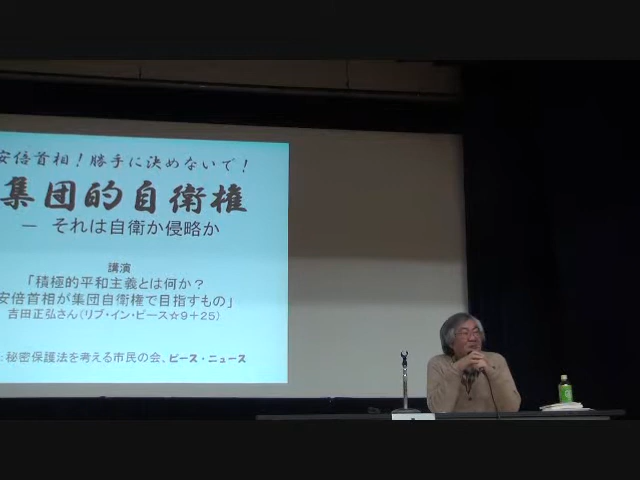 安倍首相！勝手に決めないで！
集団的自衛権
－ それは自衛か侵略か
講演
「積極的平和主義とは何か？
安倍首相が集団自衛権で目指すもの」
吉田正弘さん（リブ・イン・ピース☆９＋２５）
：秘密保護法を考える市民の会、ピース・ニュース